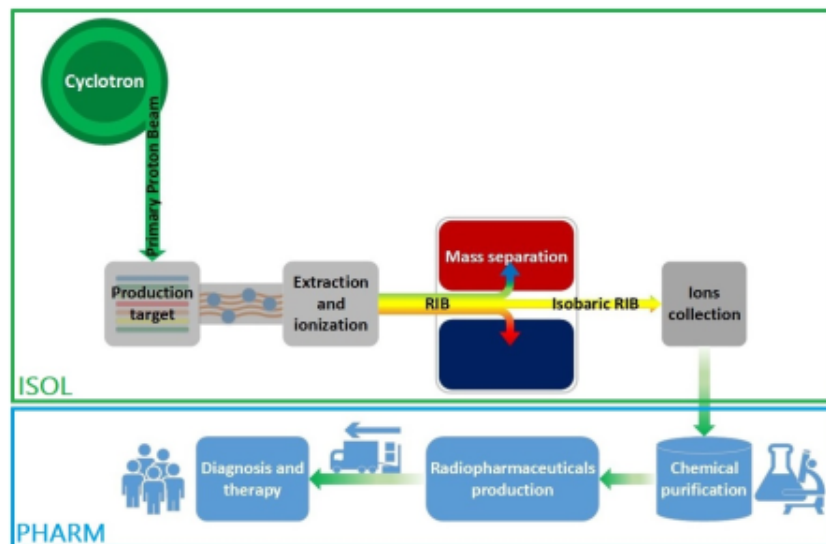 Cyclotron
Primary Proton Beam
Production
target
Extraction
and
ionization
RIB
Mass separation
Isobaric RIB
Ions
collection
ISOL
Diagnosis and
therapy
Radiopharmaceuticals
production
Chemical
purification
PHARM